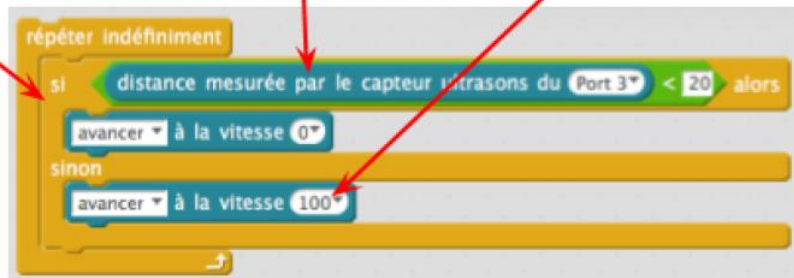 répéter indéfiniment
si distance mesurée par le capteur ultrasons du Port 3 < 20 alors
avancer à la vitesse 0
sinon
avancer à la vitesse 100